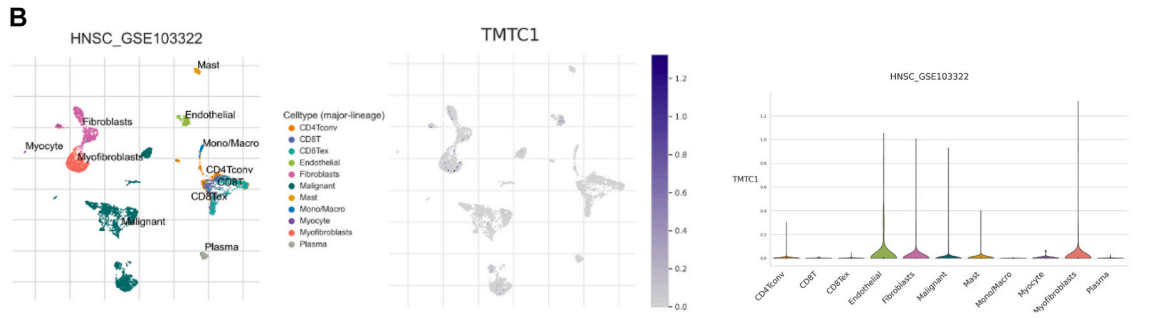 B
HNSC_GSE103322
Mast
Fibroblasts
Endothelial
Myocyte
Myofibroblasts
Mono/Macro
CD4Tconv
CD8T
CD8Tex
Malignant
Plasma
Celltype (major-lineage)
CD4Tconv
CD8T
CD8Tex
Endothelial
Fibroblasts
Malignant
Mast
Mono/Macro
Myocyte
Myofibroblasts
Plasma
TMTC1
1.2
1.0
0.8
0.6
0.4
0.2
0.0
HNSC_GSE103322
TMTC1
1.2
1.0
0.8
0.6
0.4
0.2
0.0
CD4Tconv
CD8T
CD8Tex
Endothelial
Fibroblasts
Malignant
Mast
Mono/Macro
Myocyte
Myofibroblasts
Plasma